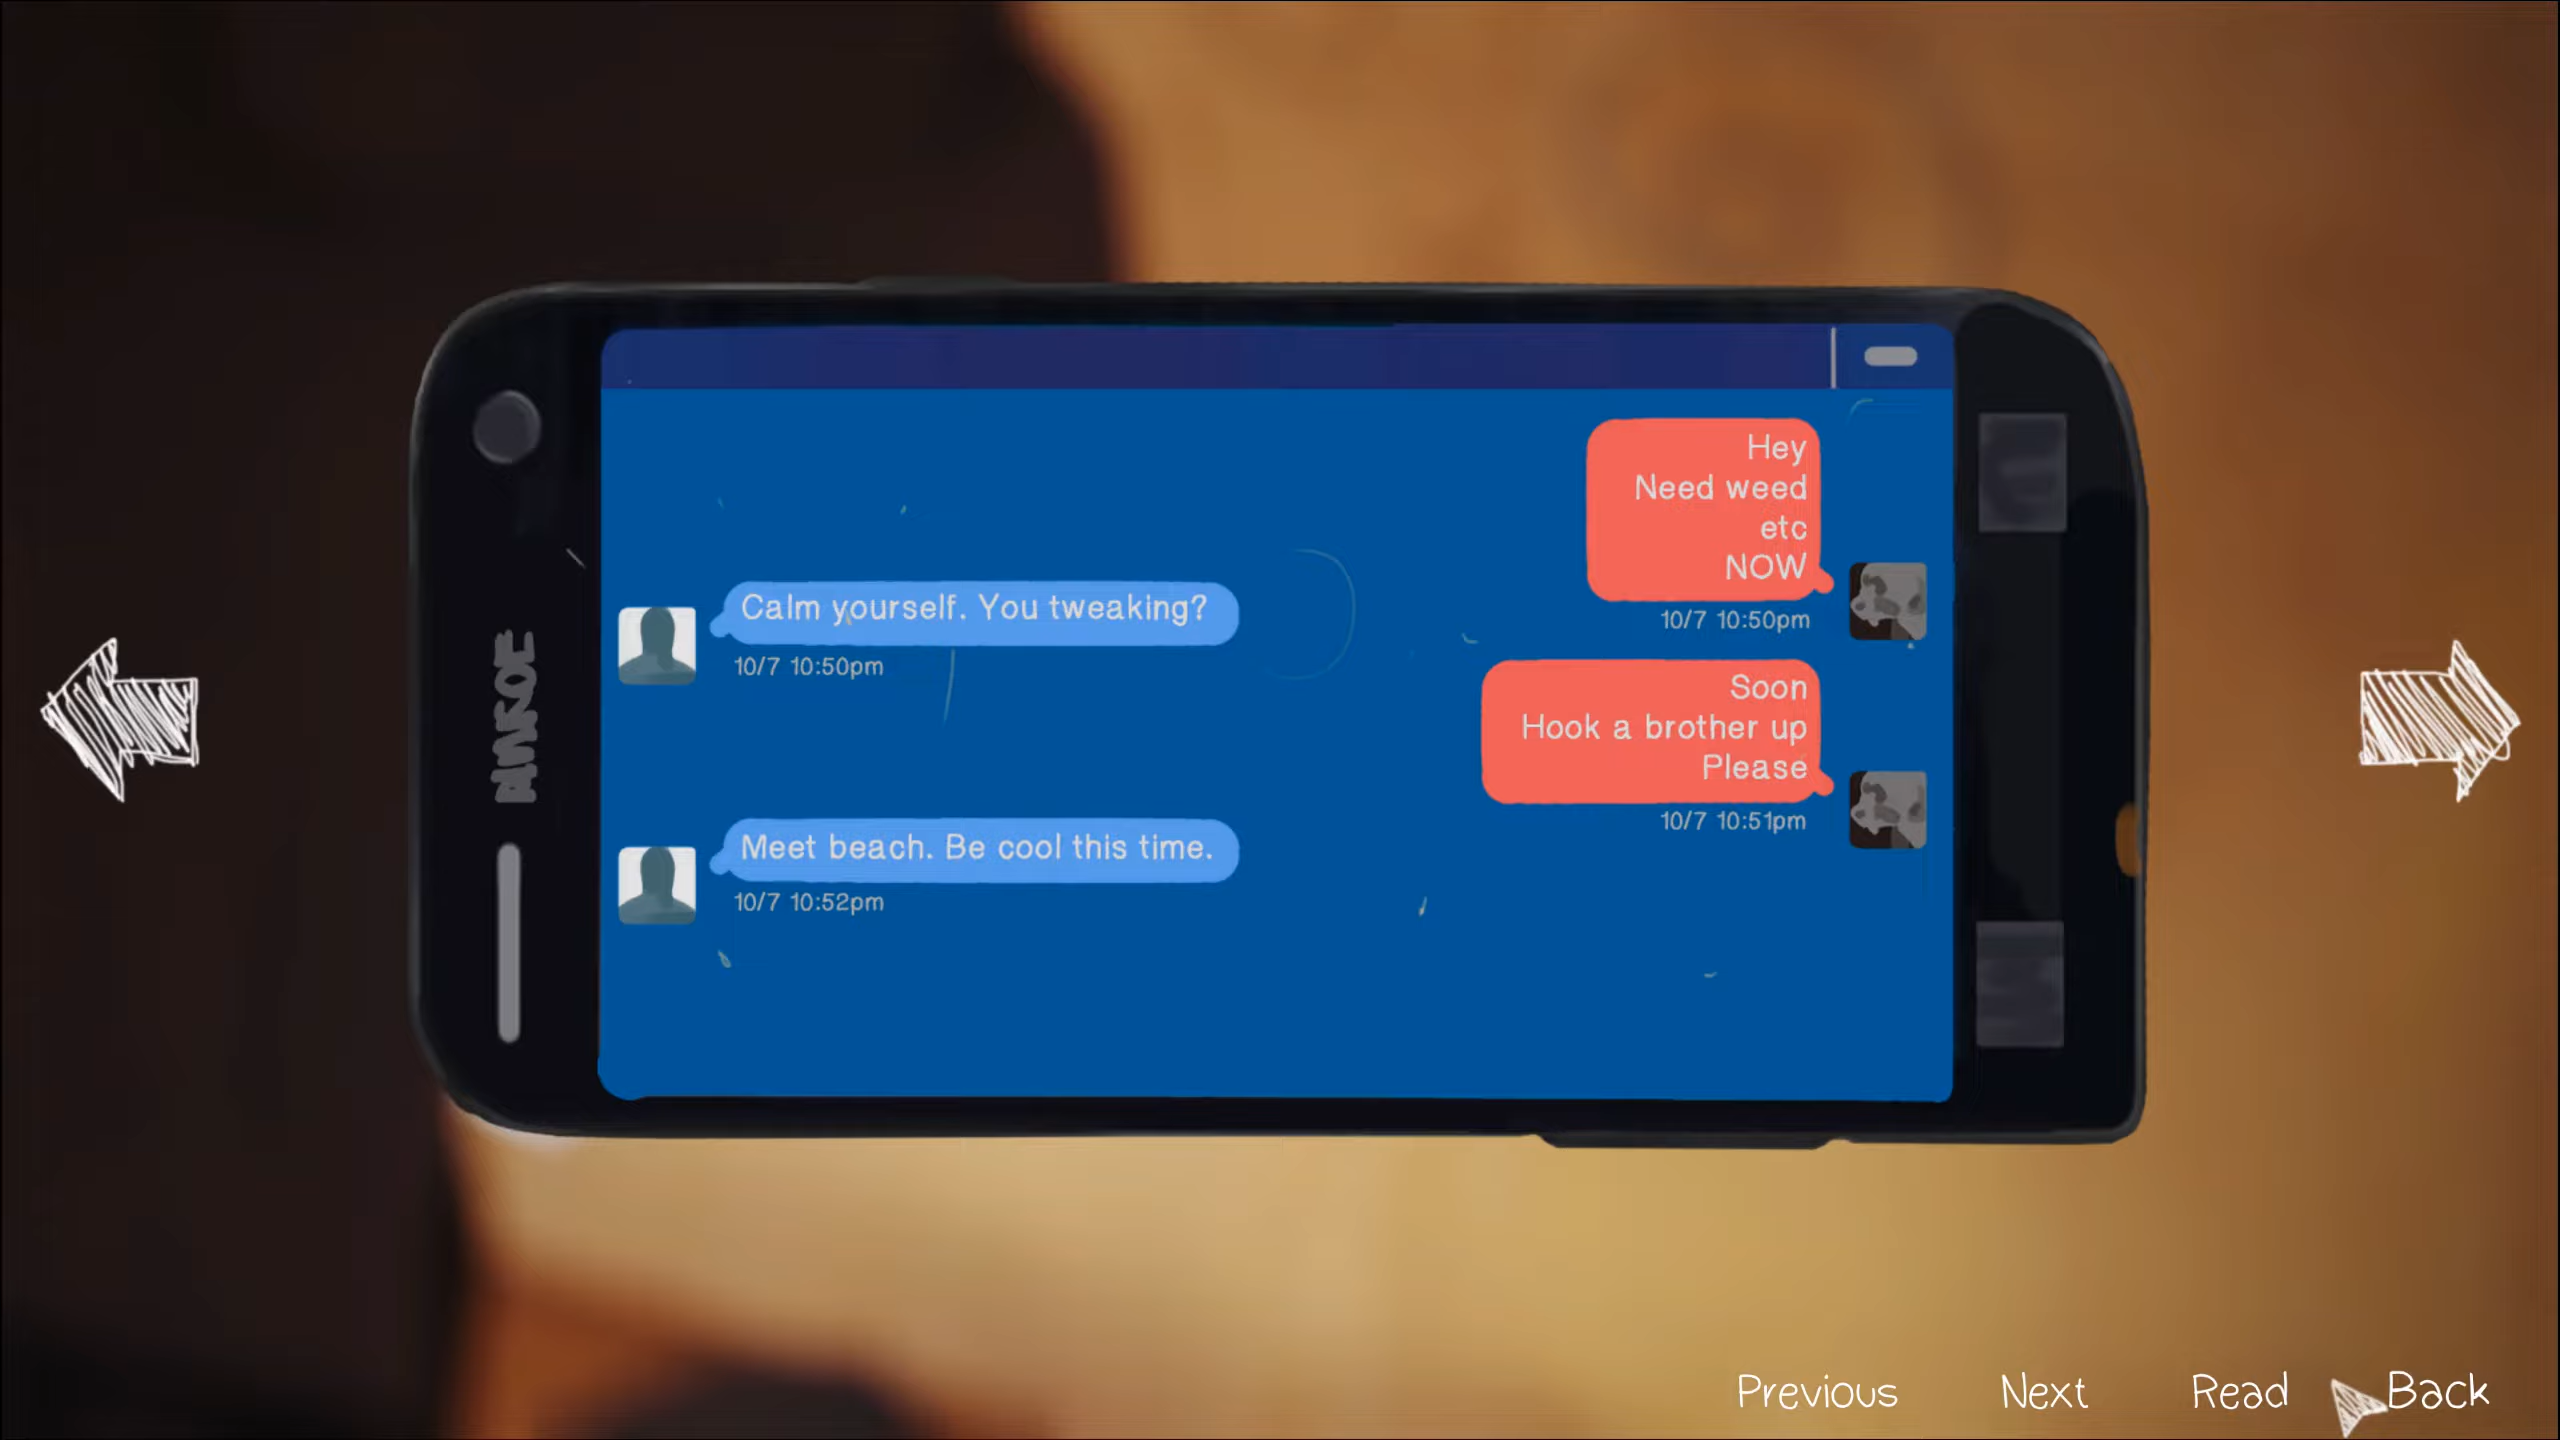 Hey
Need weed
etc
NOW
10/7 10:50pm
Calm yourself. You tweaking?
10/7 10:50pm
Soon
Hook a brother up
Please
10/7 10:51pm
Meet beach. Be cool this time.
10/7 10:52pm
Previous
Next
Read
Back